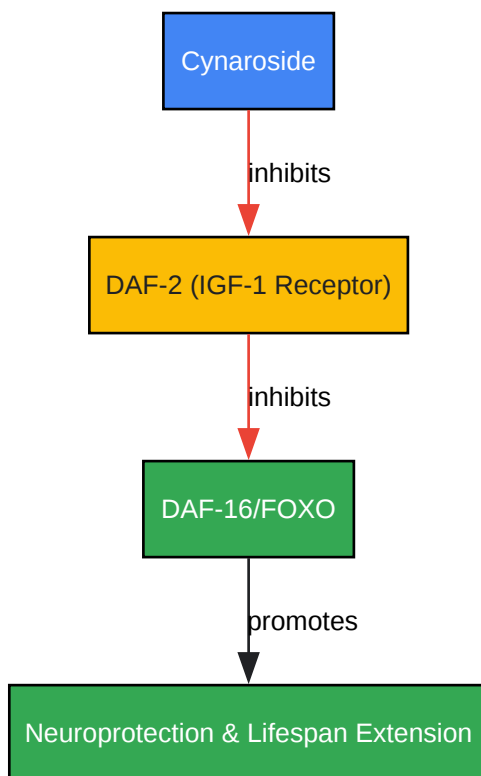 Cynaroside
inhibits
DAF-2 (IGF-1 Receptor)
inhibits
DAF-16/FOXO
promotes
Neuroprotection & Lifespan Extension